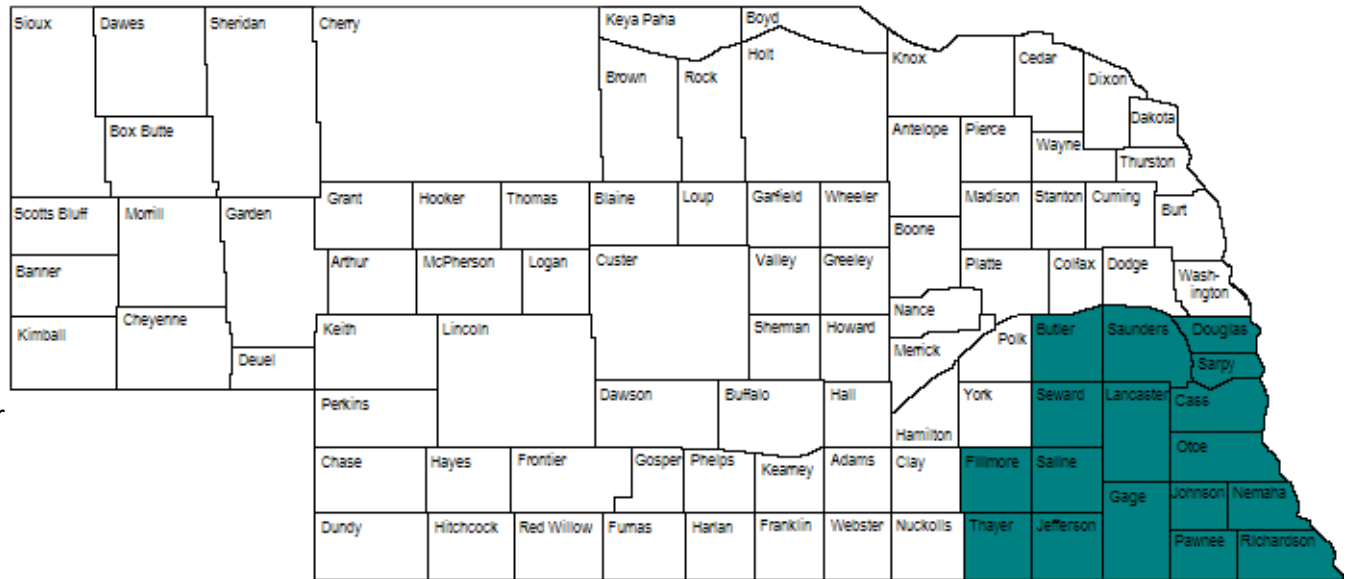 Sioux
Dawes
Sheridan
Cherry
Keya Paha
Boyd
Holt
Knox
Cedar
Dixon
Brown
Rock
Dakota
Box Butte
Antelope
Pierce
Wayne
Thurston
Scotts Bluff
Morrill
Garden
Grant
Hooker
Thomas
Blaine
Loup
Garfield
Wheeler
Madison
Stanton
Cuming
Burt
Boone
Banner
Arthur
McPherson
Logan
Custer
Valley
Greeley
Platte
Colfax
Dodge
Wash-
ington
Nance
Kimball
Cheyenne
Keith
Lincoln
Sherman
Howard
Merrick
Polk
Butler
Saunders
Douglas
Deuel
Sarpy
Perkins
Dawson
Buffalo
Hall
York
Seward
Lancaster
Cass
r
Hamilton
Otoe
Chase
Hayes
Frontier
Gosper
Phelps
Kearney
Adams
Clay
Fillmore
Saline
Gage
Johnson
Nemaha
Dundy
Hitchcock
Red Willow
Furnas
Harlan
Franklin
Webster
Nuckolls
Thayer
Jefferson
Pawnee
Richardson